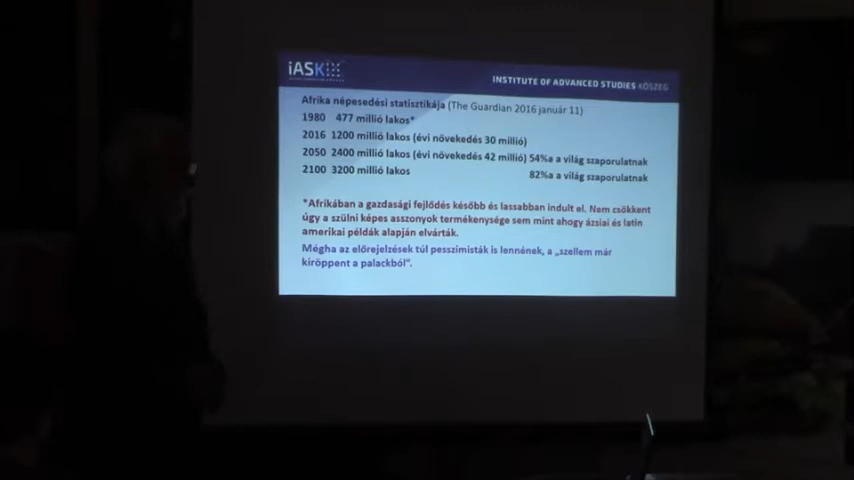 iASK
INSTITUTE OF ADVANCED STUDIES KŐSZEG
Afrika népesedési statisztikája (The Guardian 2016 január 11)
1980 477 millió lakos*
2016 1200 millió lakos (évi növekedés 30 millió)
2050 2400 millió lakos (évi növekedés 42 millió) 54%a a világ szaporulatnak
2100 3200 millió lakos 82%a a világ szaporulatnak
*Afrikában a gazdasági fejlődés később és lassabban indult el. Nem csökkent
úgy a szülni képes asszonyok termékenysége sem mint ahogy ázsiai és latin
amerikai példák alapján elvárták.
Mégha az előrejelzések túl pesszimisták is lennének, a „szellem már
kiröppent a palackból".